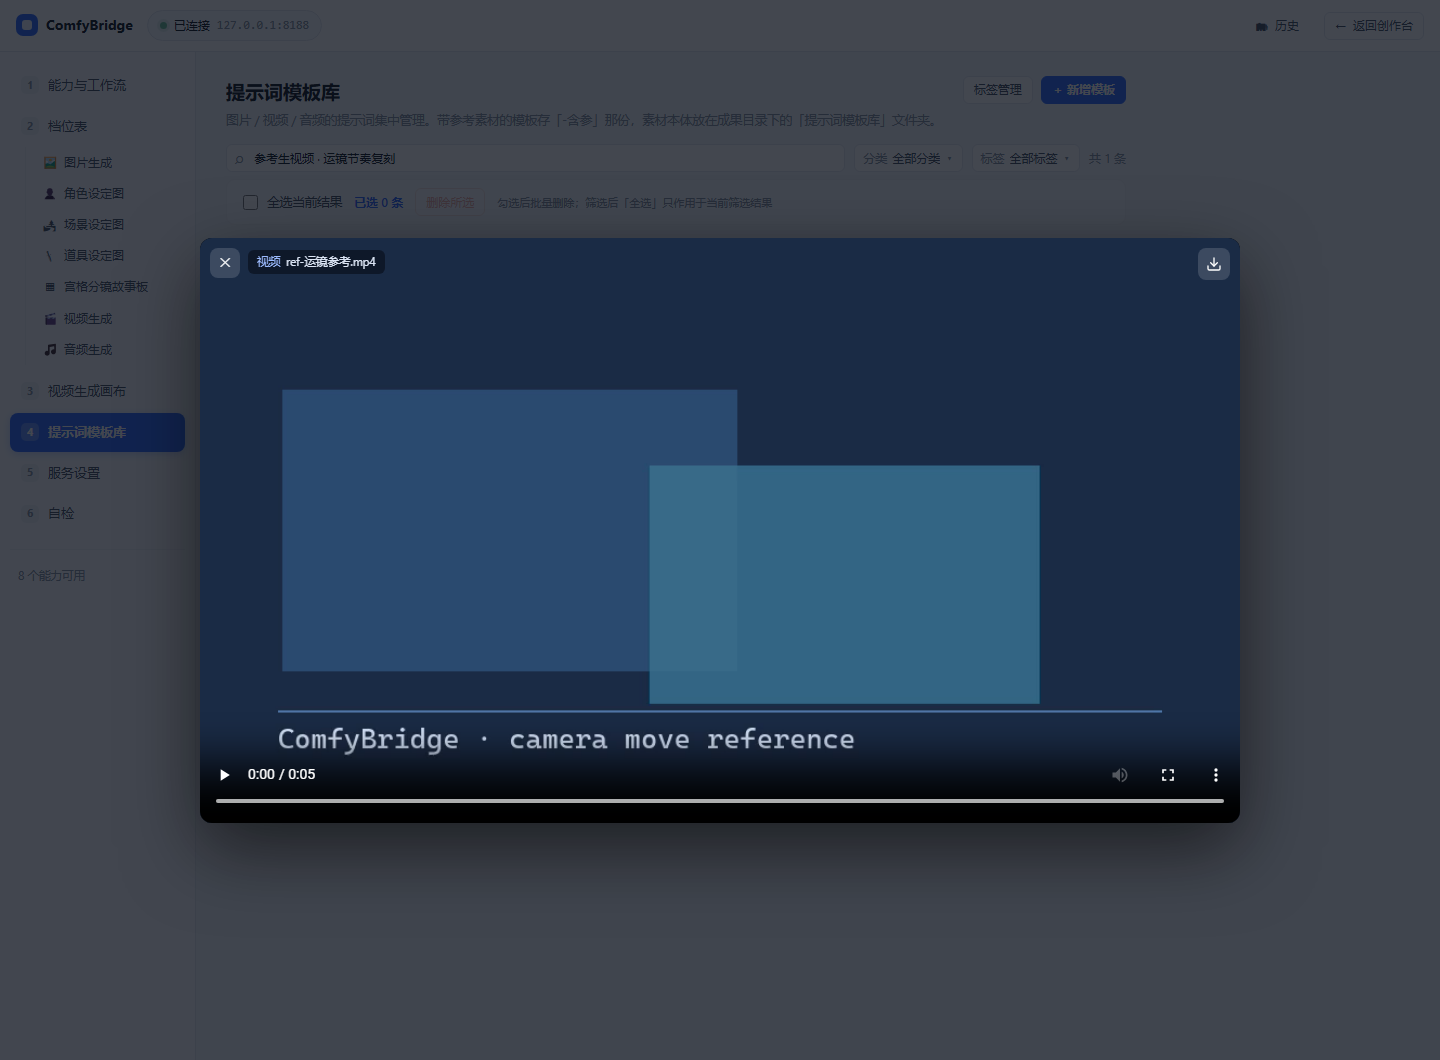 ComfyBridge
已连接 127.0.0.1:8188
历史
← 返回创作台
1 能力与工作流
2 档位表
图片生成
角色设定图
场景设定图
道具设定图
宫格分镜故事板
视频生成
音频生成
3 视频生成画布
4 提示词模板库
5 服务设置
6 自检
8 个能力可用
提示词模板库
标签管理
+ 新增模板
图片 / 视频 / 音频的提示词集中管理。带参考素材的模板存「-含参」那份，素材本体放在成果目录下的「提示词模板库」文件夹。
参考生视频 · 运镜节奏复刻
分类 全部分类
标签 全部标签
共 1 条
全选当前结果 已选 0 条 删除所选 勾选后批量删除；筛选后「全选」只作用于当前筛选结果
视频 ref-运镜参考.mp4
ComfyBridge · camera move reference
0:00 / 0:05